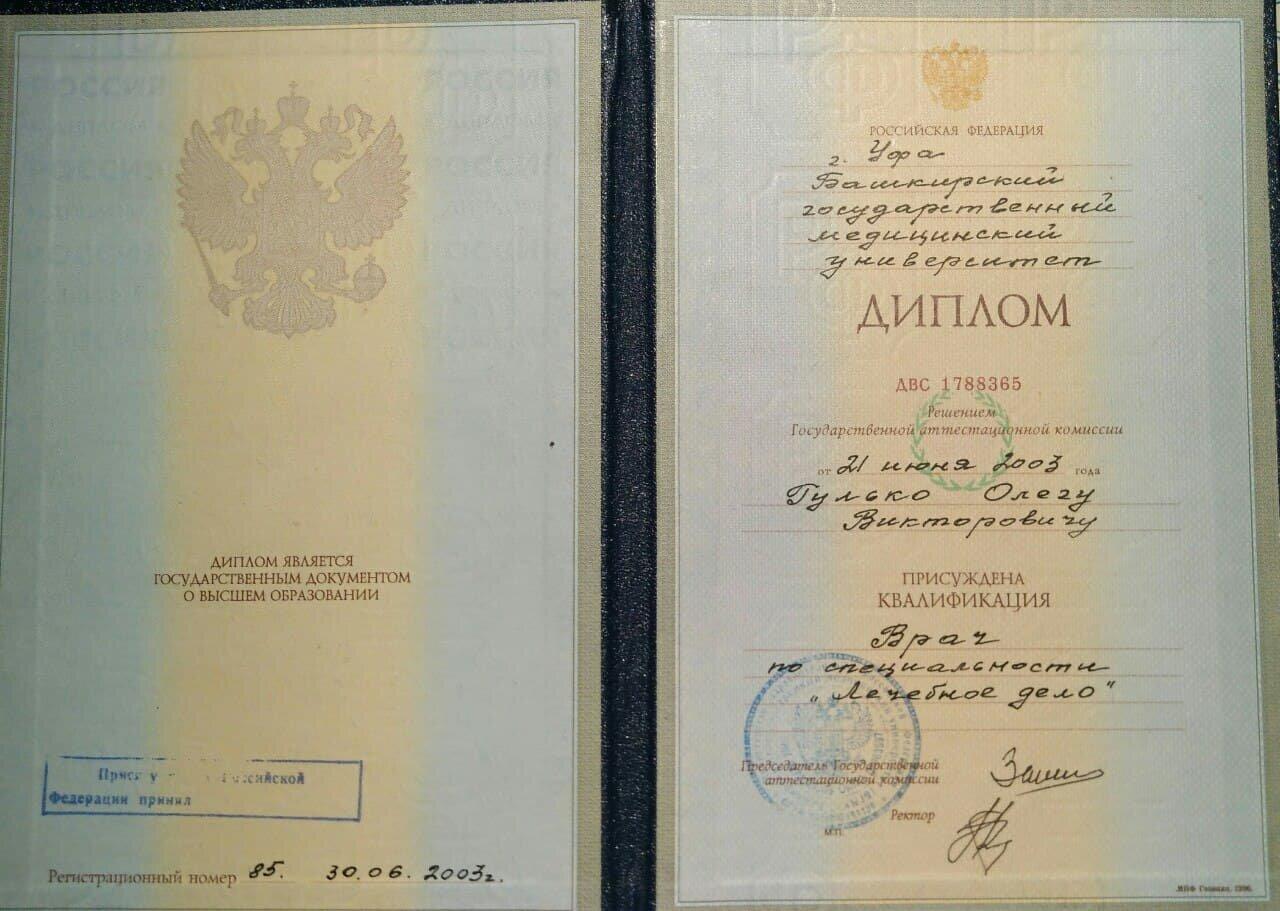 ДИПЛОМ ЯВЛЯЕТСЯ
ГОСУДАРСТВЕННЫМ ДОКУМЕНТОМ
О ВЫСШЕМ ОБРАЗОВАНИИ
Российской
Федерации принял
Регистрационный номер 85. 30.06.2003г.
РОССИЙСКАЯ ФЕДЕРАЦИЯ
г. Уфа
Башкирский
государственный
медицинский
университет
ДИПЛОМ
ДВС 1788365
Решением
Государственной аттестационной комиссии
от 21 июня 2003 года
Гулько Олегу
Викторовичу
ПРИСУЖДЕНА
КВАЛИФИКАЦИЯ
Врач
по специальности
"Лечебное дело"
Председатель Государственной
аттестационной комиссии
Ректор
М.П.